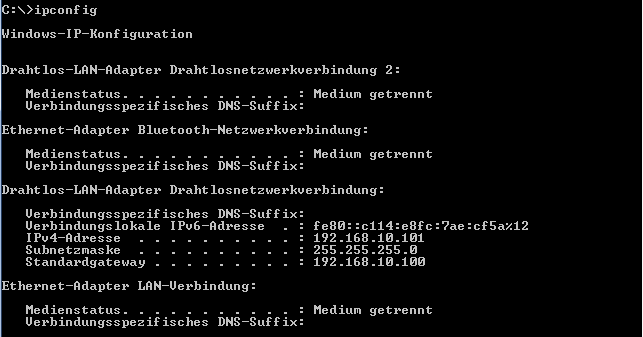 C:\>ipconfig
Windows-IP-Konfiguration
Drahtlos-LAN-Adapter Drahtlosnetzwerkverbindung 2:
Medienstatus. . . . . . . . . . . : Medium getrennt
Verbindungsspezifisches DNS-Suffix:
Ethernet-Adapter Bluetooth-Netzwerkverbindung:
Medienstatus. . . . . . . . . . . : Medium getrennt
Verbindungsspezifisches DNS-Suffix:
Drahtlos-LAN-Adapter Drahtlosnetzwerkverbindung:
Verbindungsspezifisches DNS-Suffix:
Verbindungslokale IPv6-Adresse  . : fe80::c114:e8fc:7ae:cf5a%12
IPv4-Adresse  . . . . . . . . . . : 192.168.10.101
Subnetzmaske  . . . . . . . . . . : 255.255.255.0
Standardgateway . . . . . . . . . : 192.168.10.100
Ethernet-Adapter LAN-Verbindung:
Medienstatus. . . . . . . . . . . : Medium getrennt
Verbindungsspezifisches DNS-Suffix: